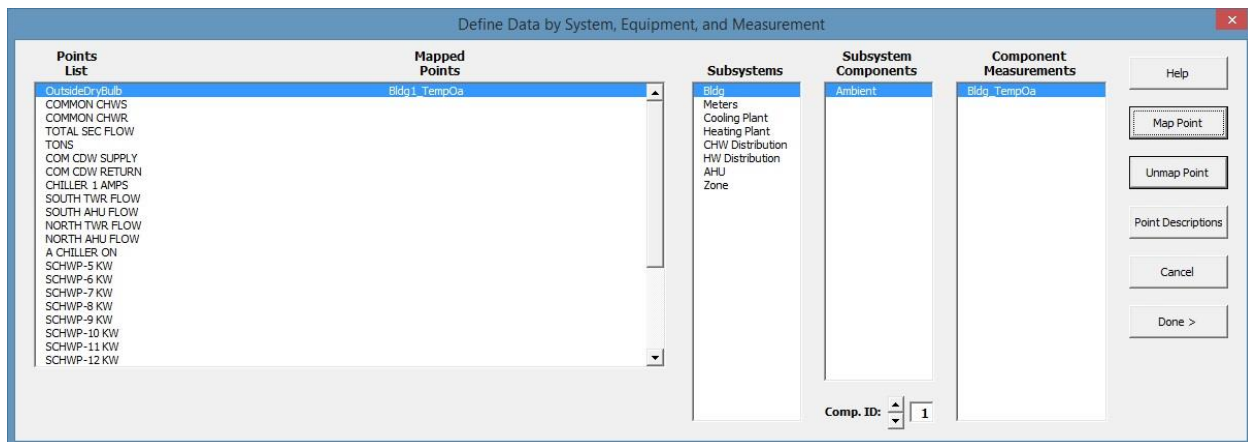 Define Data by System, Equipment, and Measurement
Points List
Mapped Points
Subsystems
Subsystem Components
Component Measurements
OutsideDryBulb Bldg1_TempOa
COMMON CHWS
COMMON CHWR
TOTAL SEC FLOW
TONS
COM CDW SUPPLY
COM CDW RETURN
CHILLER 1 AMPS
SOUTH TWR FLOW
SOUTH AHU FLOW
NORTH TWR FLOW
NORTH AHU FLOW
A CHILLER ON
SCHWP-5 KW
SCHWP-6 KW
SCHWP-7 KW
SCHWP-8 KW
SCHWP-9 KW
SCHWP-10 KW
SCHWP-11 KW
SCHWP-12 KW
Bldg
Meters
Cooling Plant
Heating Plant
CHW Distribution
HW Distribution
AHU
Zone
Ambient
Comp. ID: 1
Bldg_TempOa
Help
Map Point
Unmap Point
Point Descriptions
Cancel
Done >